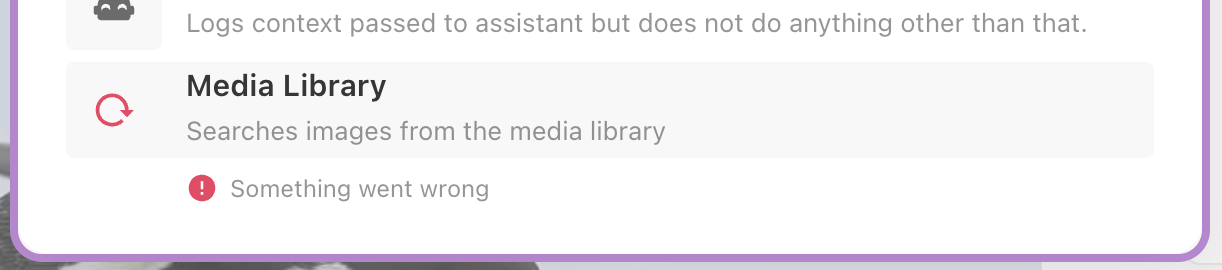 Logs context passed to assistant but does not do anything other than that.
Media Library
Searches images from the media library
Something went wrong